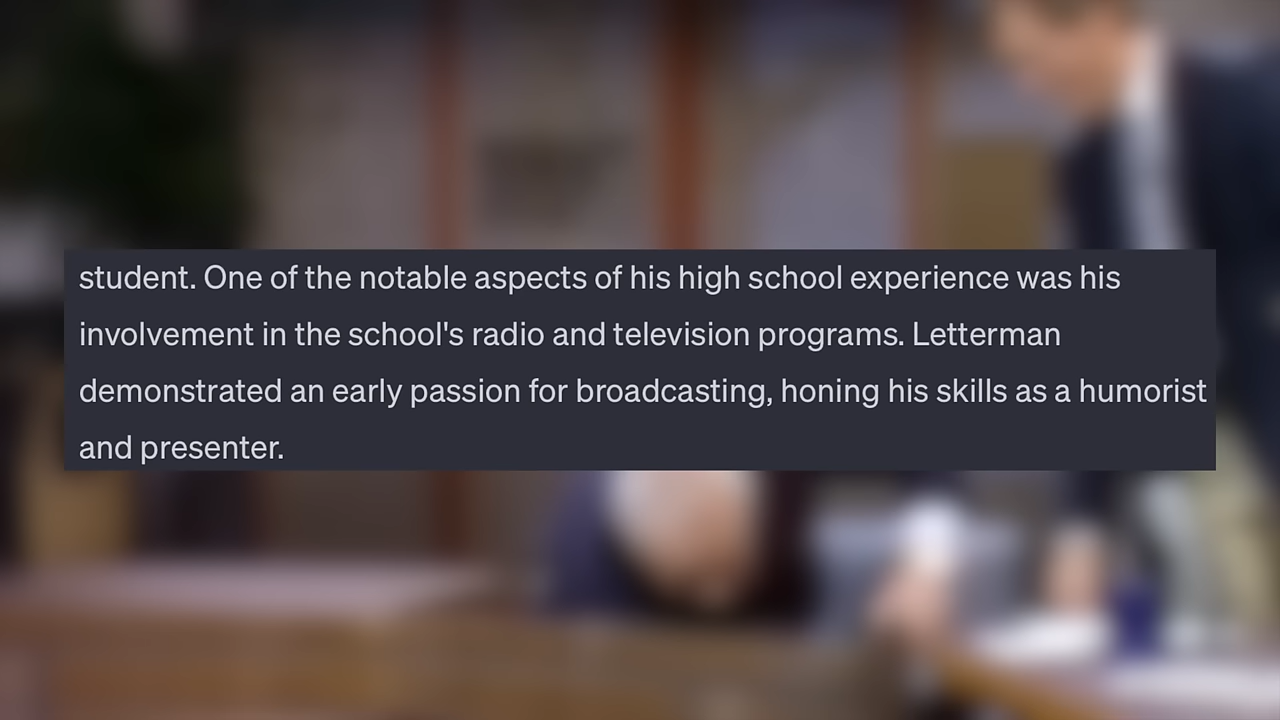 student. One of the notable aspects of his high school experience was his
involvement in the school's radio and television programs. Letterman
demonstrated an early passion for broadcasting, honing his skills as a humorist
and presenter.